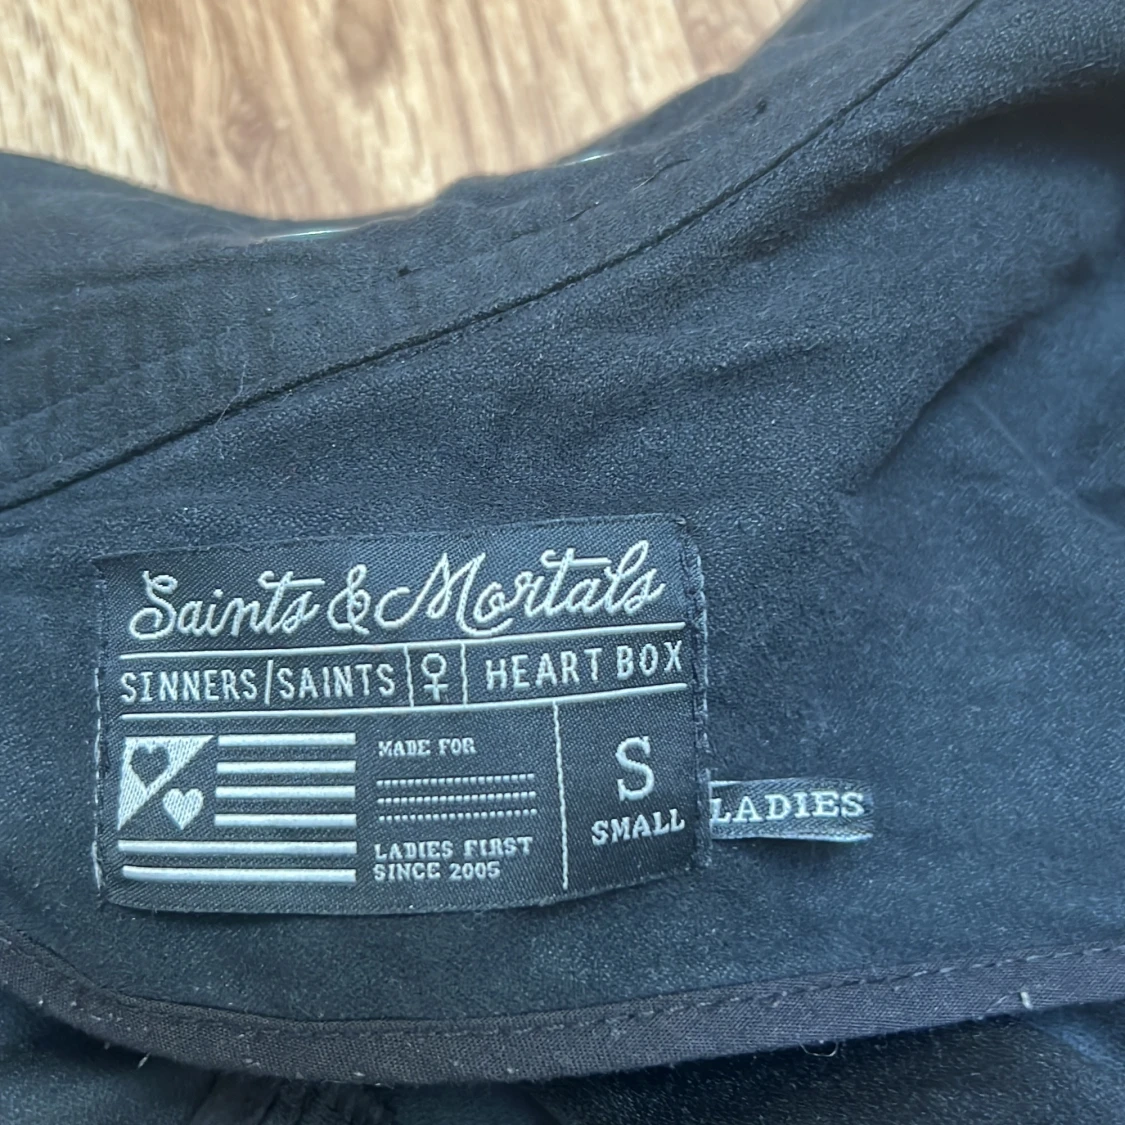 Saints & Mortals
SINNERS/SAINTS ♀ HEART BOX
MADE FOR
LADIES FIRST
SINCE 2005
S
SMALL
LADIES